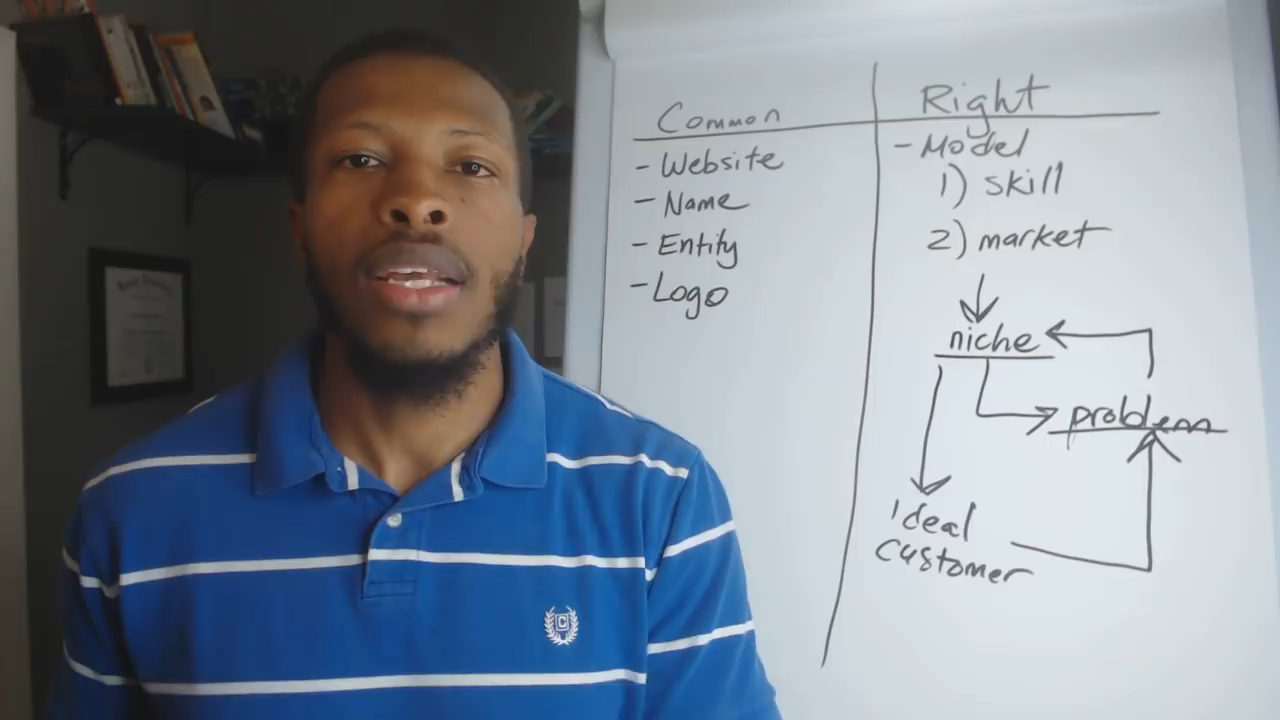 Common
- Website
- Name
- Entity
- Logo
Right
- Model
1) skill
2) market
niche
problem
Ideal
customer
C